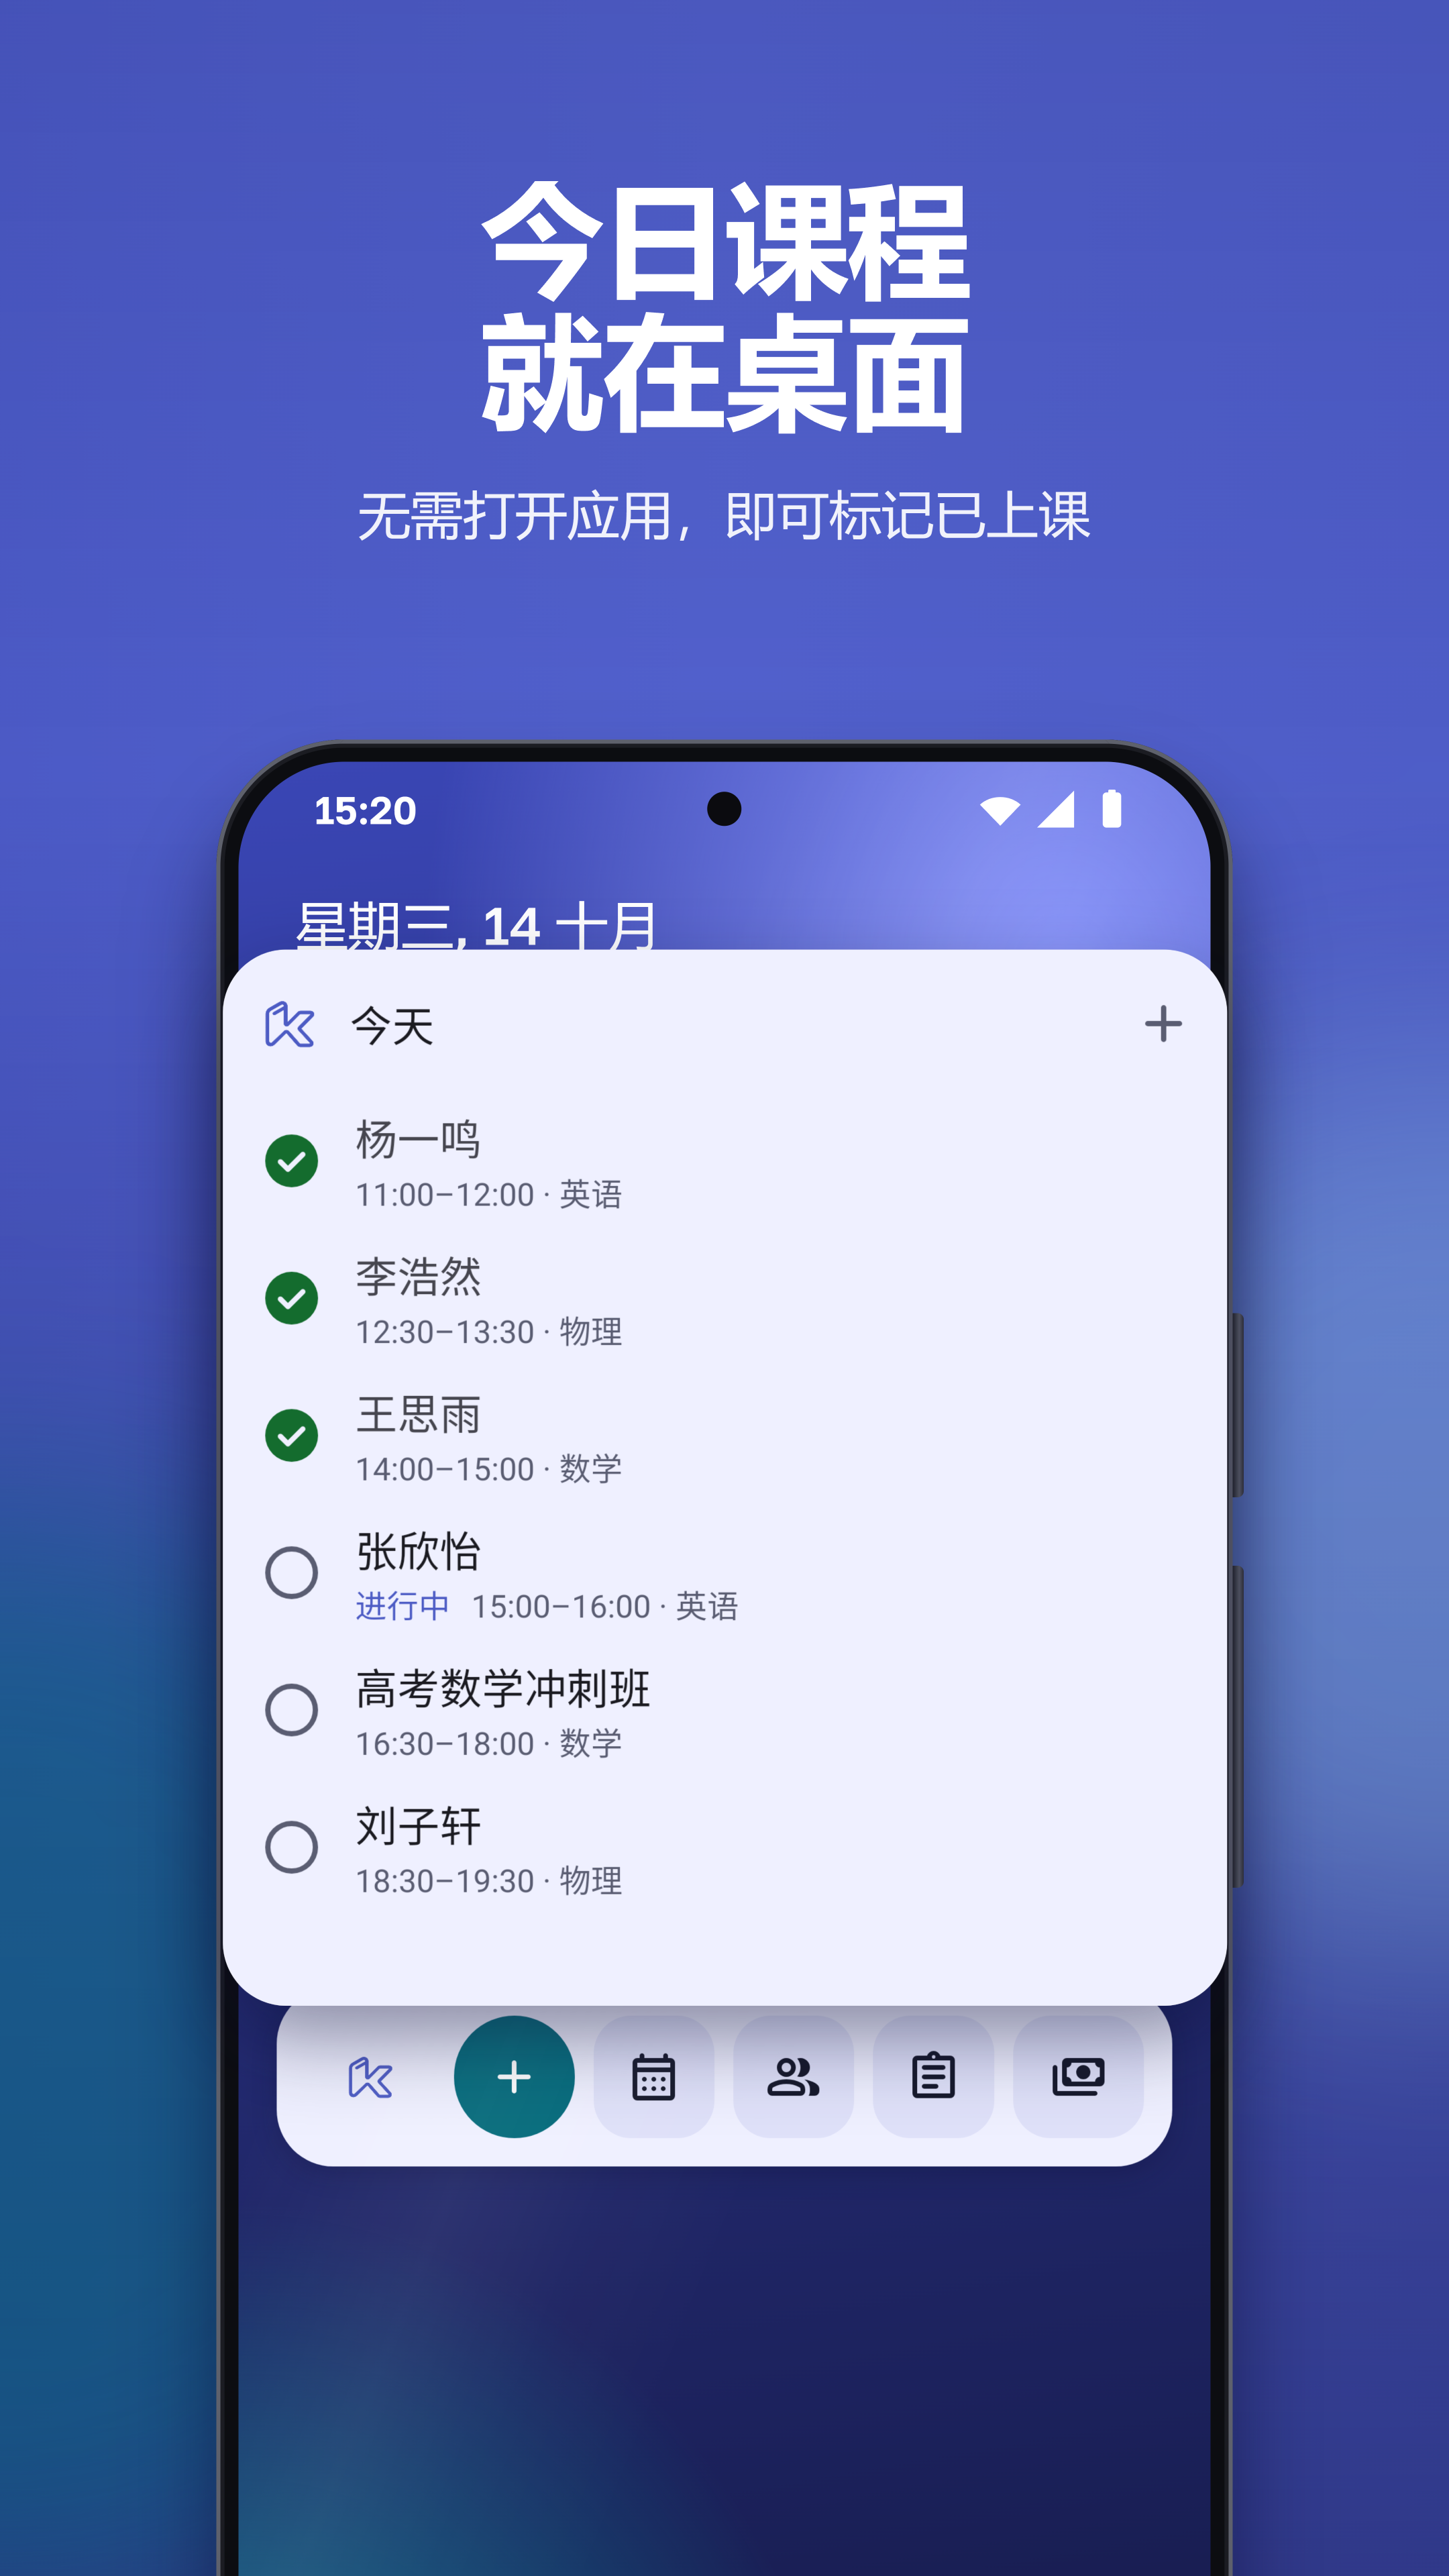 今日课程
就在桌面
无需打开应用，即可标记已上课
15:20
星期三, 14 十月
今天
杨一鸣
11:00–12:00 · 英语
李浩然
12:30–13:30 · 物理
王思雨
14:00–15:00 · 数学
张欣怡
进行中 15:00–16:00 · 英语
高考数学冲刺班
16:30–18:00 · 数学
刘子轩
18:30–19:30 · 物理